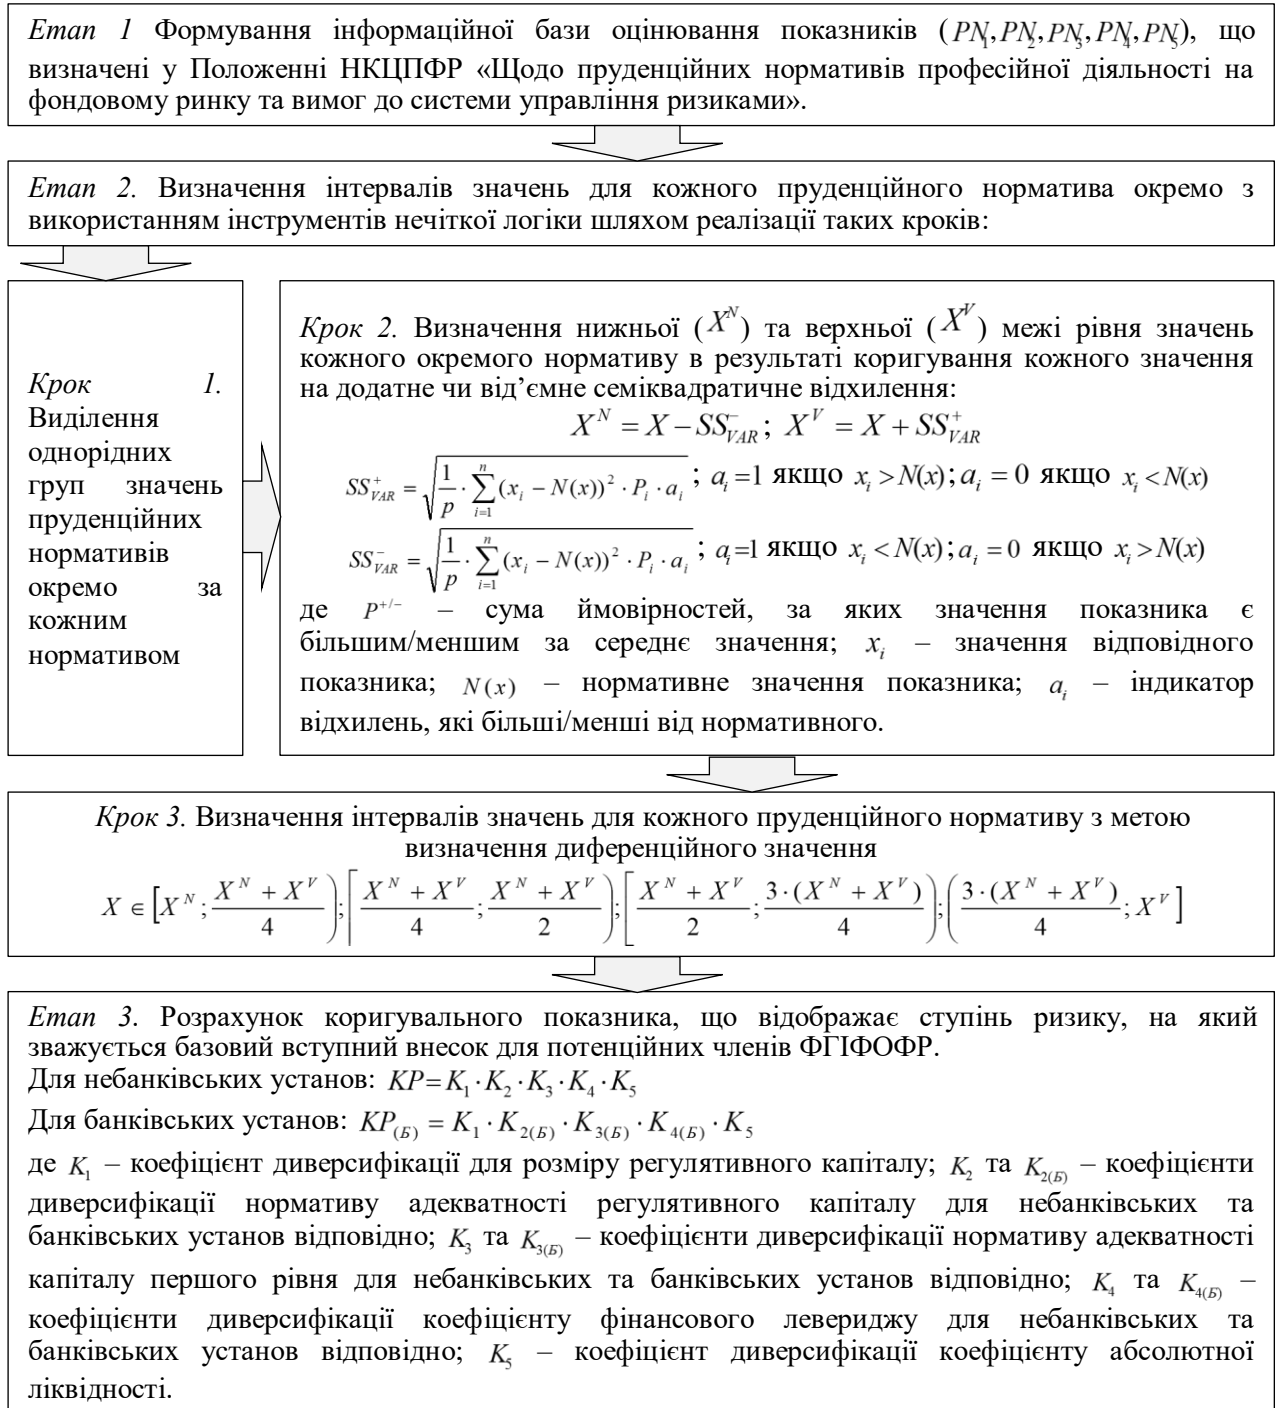 Етап 1 Формування інформаційної бази оцінювання показників (PN₁, PN₂, PN₃, PN₄, PN₅), що
визначені у Положенні НКЦПФР «Щодо пруденційних нормативів професійної діяльності на
фондовому ринку та вимог до системи управління ризиками».
Етап 2. Визначення інтервалів значень для кожного пруденційного норматива окремо з
використанням інструментів нечіткої логіки шляхом реалізації таких кроків:
Крок 1.
Виділення
однорідних
груп значень
пруденційних
нормативів
окремо за
кожним
нормативом
Крок 2. Визначення нижньої (X^N) та верхньої (X^V) межі рівня значень
кожного окремого нормативу в результаті коригування кожного значення
на додатне чи від’ємне семіквадратичне відхилення:
X^N = X − SS⁻_VAR; X^V = X + SS⁺_VAR
SS⁺_VAR = √(1/p · ∑_{i=1}^{n} (x_i − N(x))² · P_i · a_i); a_i=1 якщо x_i > N(x); a_i = 0 якщо x_i < N(x)
SS⁻_VAR = √(1/p · ∑_{i=1}^{n} (x_i − N(x))² · P_i · a_i); a_i=1 якщо x_i < N(x); a_i = 0 якщо x_i > N(x)
де P^{+/−} – сума ймовірностей, за яких значення показника є
більшим/меншим за середнє значення; x_i – значення відповідного
показника; N(x) – нормативне значення показника; a_i – індикатор
відхилень, які більші/менші від нормативного.
Крок 3. Визначення інтервалів значень для кожного пруденційного нормативу з метою
визначення диференційного значення
X ∈ [X^N; (X^N + X^V)/4); [(X^N + X^V)/4; (X^N + X^V)/2); [(X^N + X^V)/2; 3·(X^N + X^V)/4); (3·(X^N + X^V)/4; X^V]
Етап 3. Розрахунок коригувального показника, що відображає ступінь ризику, на який
зважується базовий вступний внесок для потенційних членів ФГІФОФР.
Для небанківських установ: KP = K₁ · K₂ · K₃ · K₄ · K₅
Для банківських установ: KP_(Б) = K₁ · K_2(Б) · K_3(Б) · K_4(Б) · K₅
де K₁ – коефіцієнт диверсифікації для розміру регулятивного капіталу; K₂ та K_2(Б) – коефіцієнти
диверсифікації нормативу адекватності регулятивного капіталу для небанківських та
банківських установ відповідно; K₃ та K_3(Б) – коефіцієнти диверсифікації нормативу адекватності
капіталу першого рівня для небанківських та банківських установ відповідно; K₄ та K_4(Б) –
коефіцієнти диверсифікації коефіцієнту фінансового левериджу для небанківських та
банківських установ відповідно; K₅ – коефіцієнт диверсифікації коефіцієнту абсолютної
ліквідності.